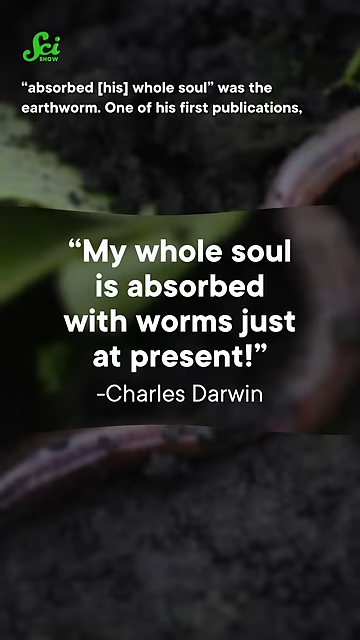 Sci
SHOW
“absorbed [his] whole soul” was the
earthworm. One of his first publications,
“My whole soul
is absorbed
with worms just
at present!”
-Charles Darwin